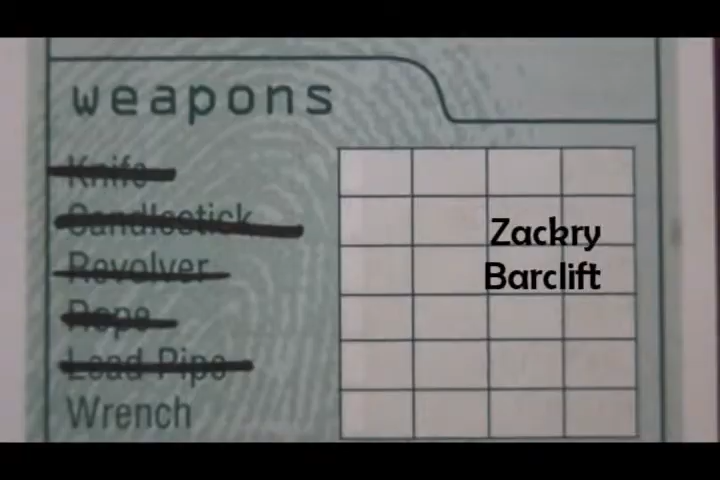 weapons
Knife
Candlestick
Zackry
Revolver
Barclift
Rope
Lead Pipe
Wrench